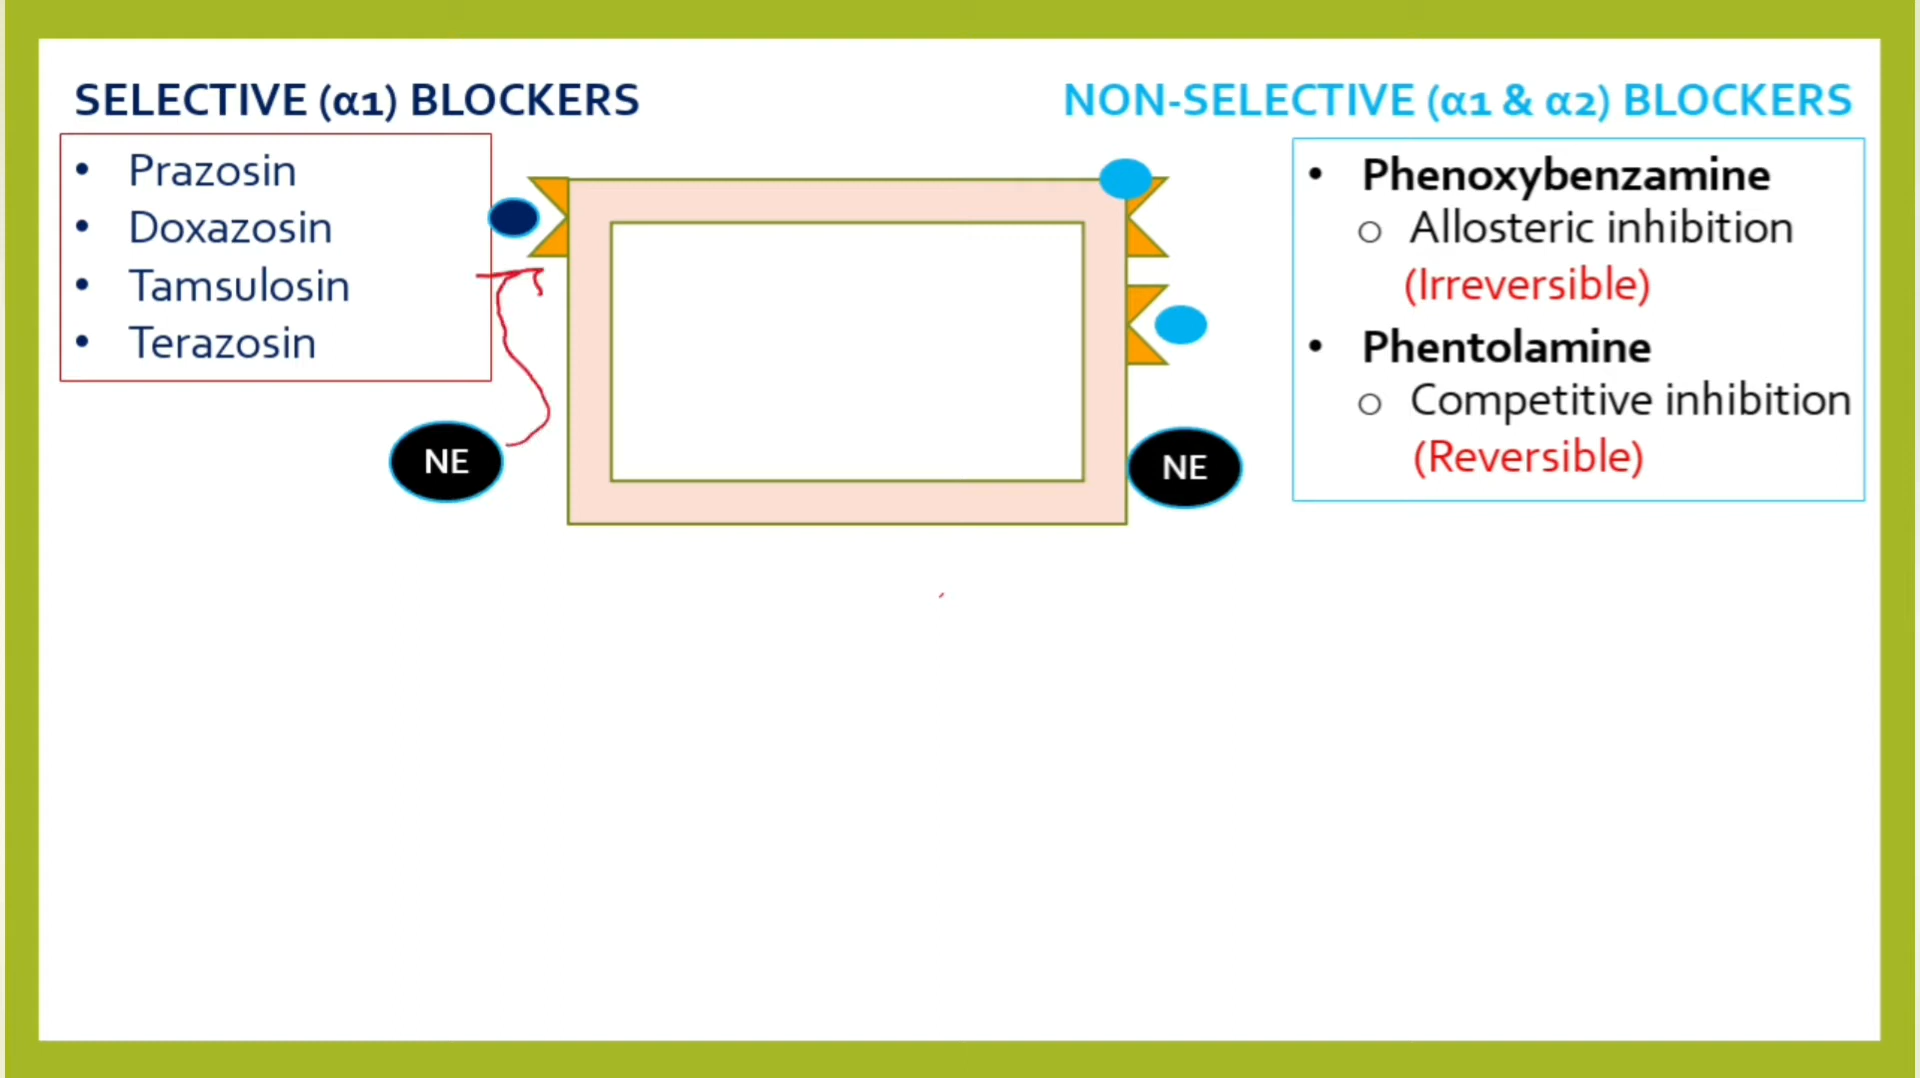 SELECTIVE (α1) BLOCKERS
• Prazosin
• Doxazosin
• Tamsulosin
• Terazosin
NE
NON-SELECTIVE (α1 & α2) BLOCKERS
• Phenoxybenzamine
o Allosteric inhibition
(Irreversible)
• Phentolamine
o Competitive inhibition
(Reversible)
NE